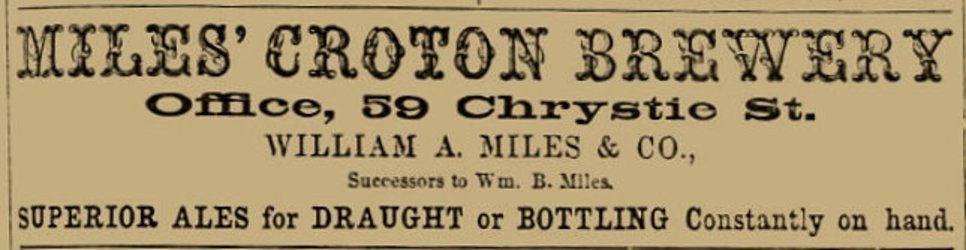 MILES' CROTON BREWERY
Office, 59 Chrystie St.
WILLIAM A. MILES & CO.,
Successors to Wm. B. Miles.
SUPERIOR ALES for DRAUGHT or BOTTLING Constantly on hand.